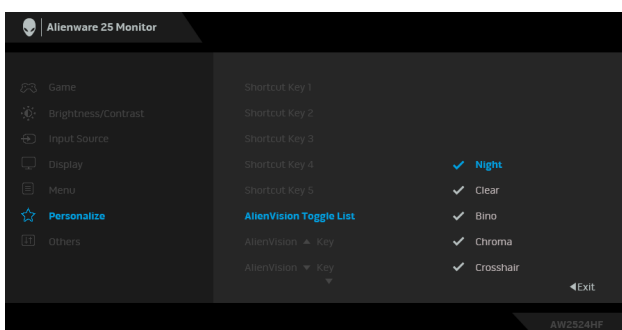 Alienware 25 Monitor
Game
Shortcut Key 1
Brightness/Contrast
Shortcut Key 2
Input Source
Shortcut Key 3
Display
Shortcut Key 4
Night
Menu
Shortcut Key 5
Clear
Personalize
AlienVision Toggle List
Bino
Others
AlienVision ▲ Key
Chroma
AlienVision ▼ Key
Crosshair
Exit
AW2524HF